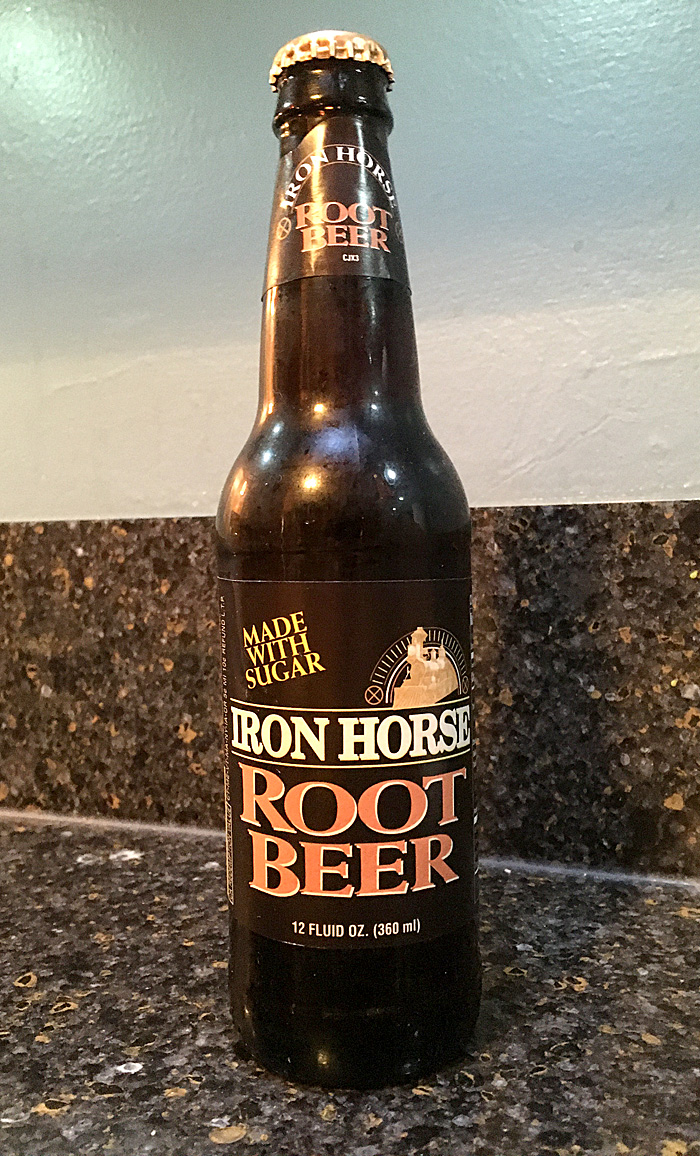 IRON HORSE
ROOT
BEER
CJX3
MADE
WITH
SUGAR
IRON HORSE
ROOT
BEER
12 FLUID OZ. (360 ml)